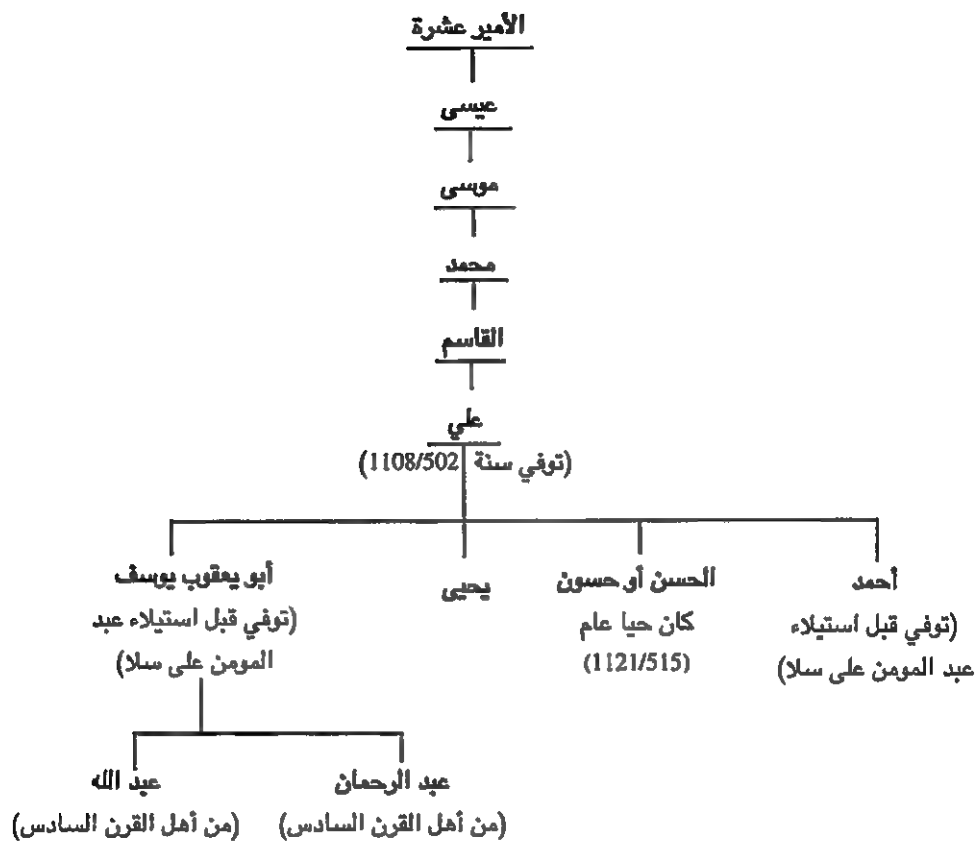 الأمير عشرة
عيسى
موسى
محمد
القاسم
علي
(توفي سنة 1108/502)
أحمد
(توفي قبل استيلاء
عبد المومن على سلا)
الحسن أو حسون
كان حيا عام
(1121/515)
يحيى
أبو يعقوب يوسف
(توفي قبل استيلاء عبد
المومن على سلا)
عبد الرحمان
(من أهل القرن السادس)
عبد الله
(من أهل القرن السادس)